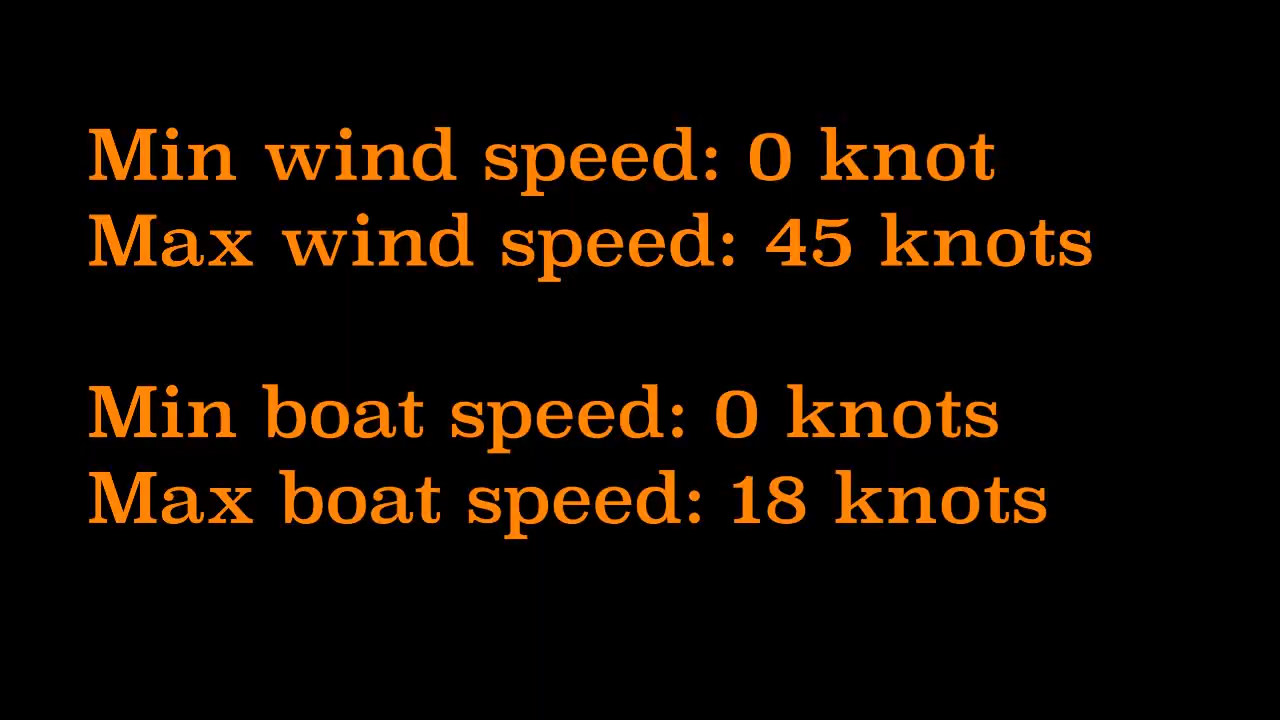 Min wind speed: 0 knot
Max wind speed: 45 knots
Min boat speed: 0 knots
Max boat speed: 18 knots